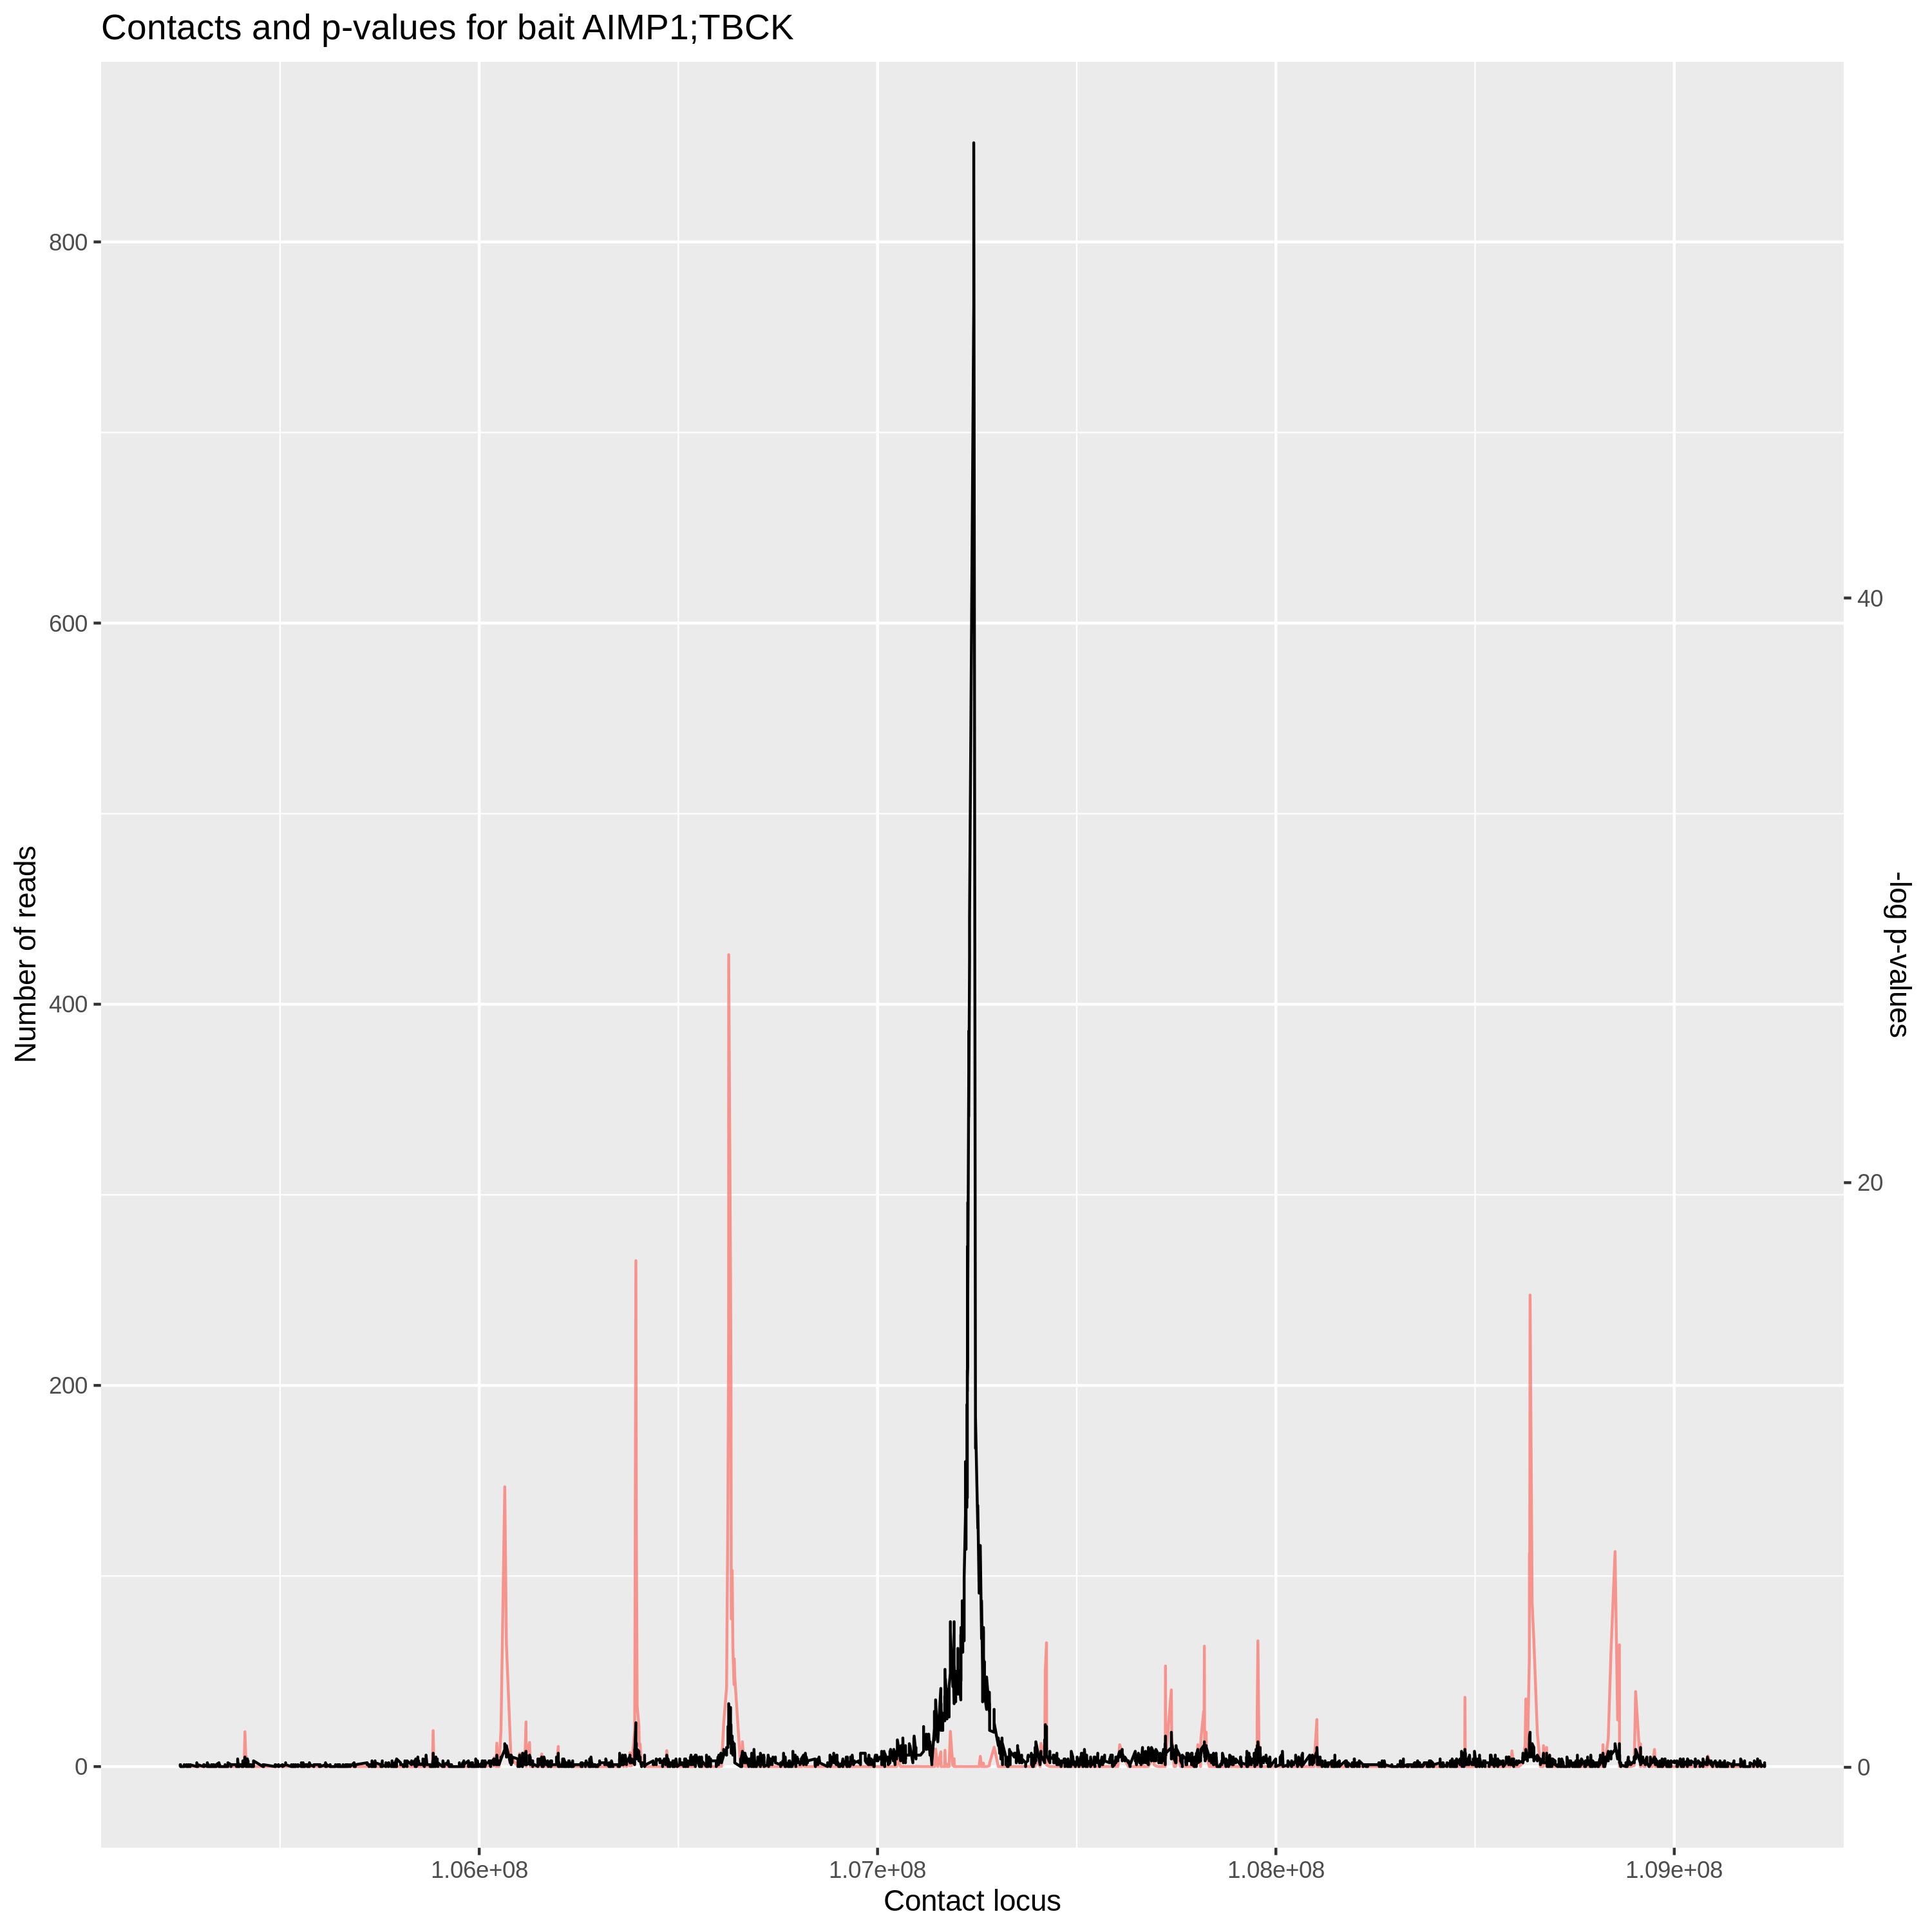 Contacts and p-values for bait AIMP1;TBCK
Number of reads
800
600
400
200
0
40
20
0
-log p-values
1.06e+08
1.07e+08
1.08e+08
1.09e+08
Contact locus